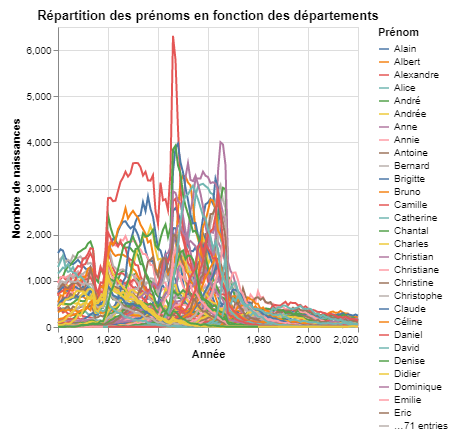 Répartition des prénoms en fonction des départements
Nombre de naissances
6,000
5,000
4,000
3,000
2,000
1,000
0
1,900
1,920
1,940
1,960
1,980
2,000
2,020
Année
Prénom
Alain
Albert
Alexandre
Alice
André
Andrée
Anne
Annie
Antoine
Bernard
Brigitte
Bruno
Camille
Catherine
Chantal
Charles
Christian
Christiane
Christine
Christophe
Claude
Céline
Daniel
David
Denise
Didier
Dominique
Emilie
Eric
…71 entries